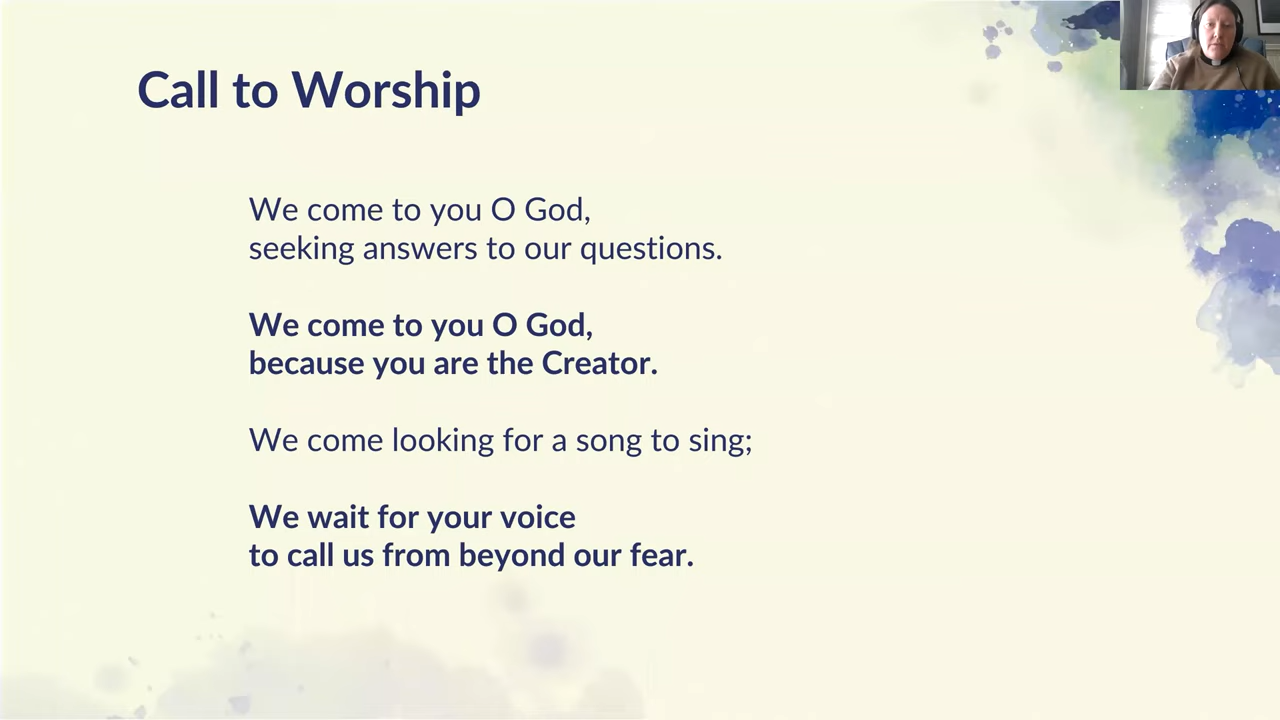 Call to Worship
We come to you O God,
seeking answers to our questions.
We come to you O God,
because you are the Creator.
We come looking for a song to sing;
We wait for your voice
to call us from beyond our fear.